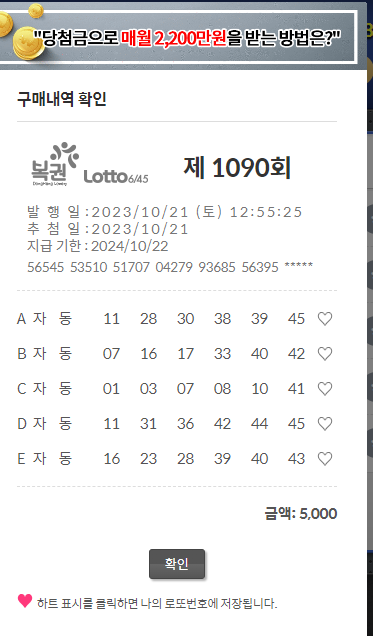 "당첨금으로 매월 2,200만원을 받는 방법은?"
구매내역 확인
복권 Lotto6/45 제 1090회
DongHang Lottery
발 행 일 : 2023/10/21 (토) 12:55:25
추 첨 일 : 2023/10/21
지급 기한 : 2024/10/22
56545 53510 51707 04279 93685 56395 *****
A 자 동 11 28 30 38 39 45 ♡
B 자 동 07 16 17 33 40 42 ♡
C 자 동 01 03 07 08 10 41 ♡
D 자 동 11 31 36 42 44 45 ♡
E 자 동 16 23 28 39 40 43 ♡
금액: 5,000
확인
♥ 하트 표시를 클릭하면 나의 로또번호에 저장됩니다.